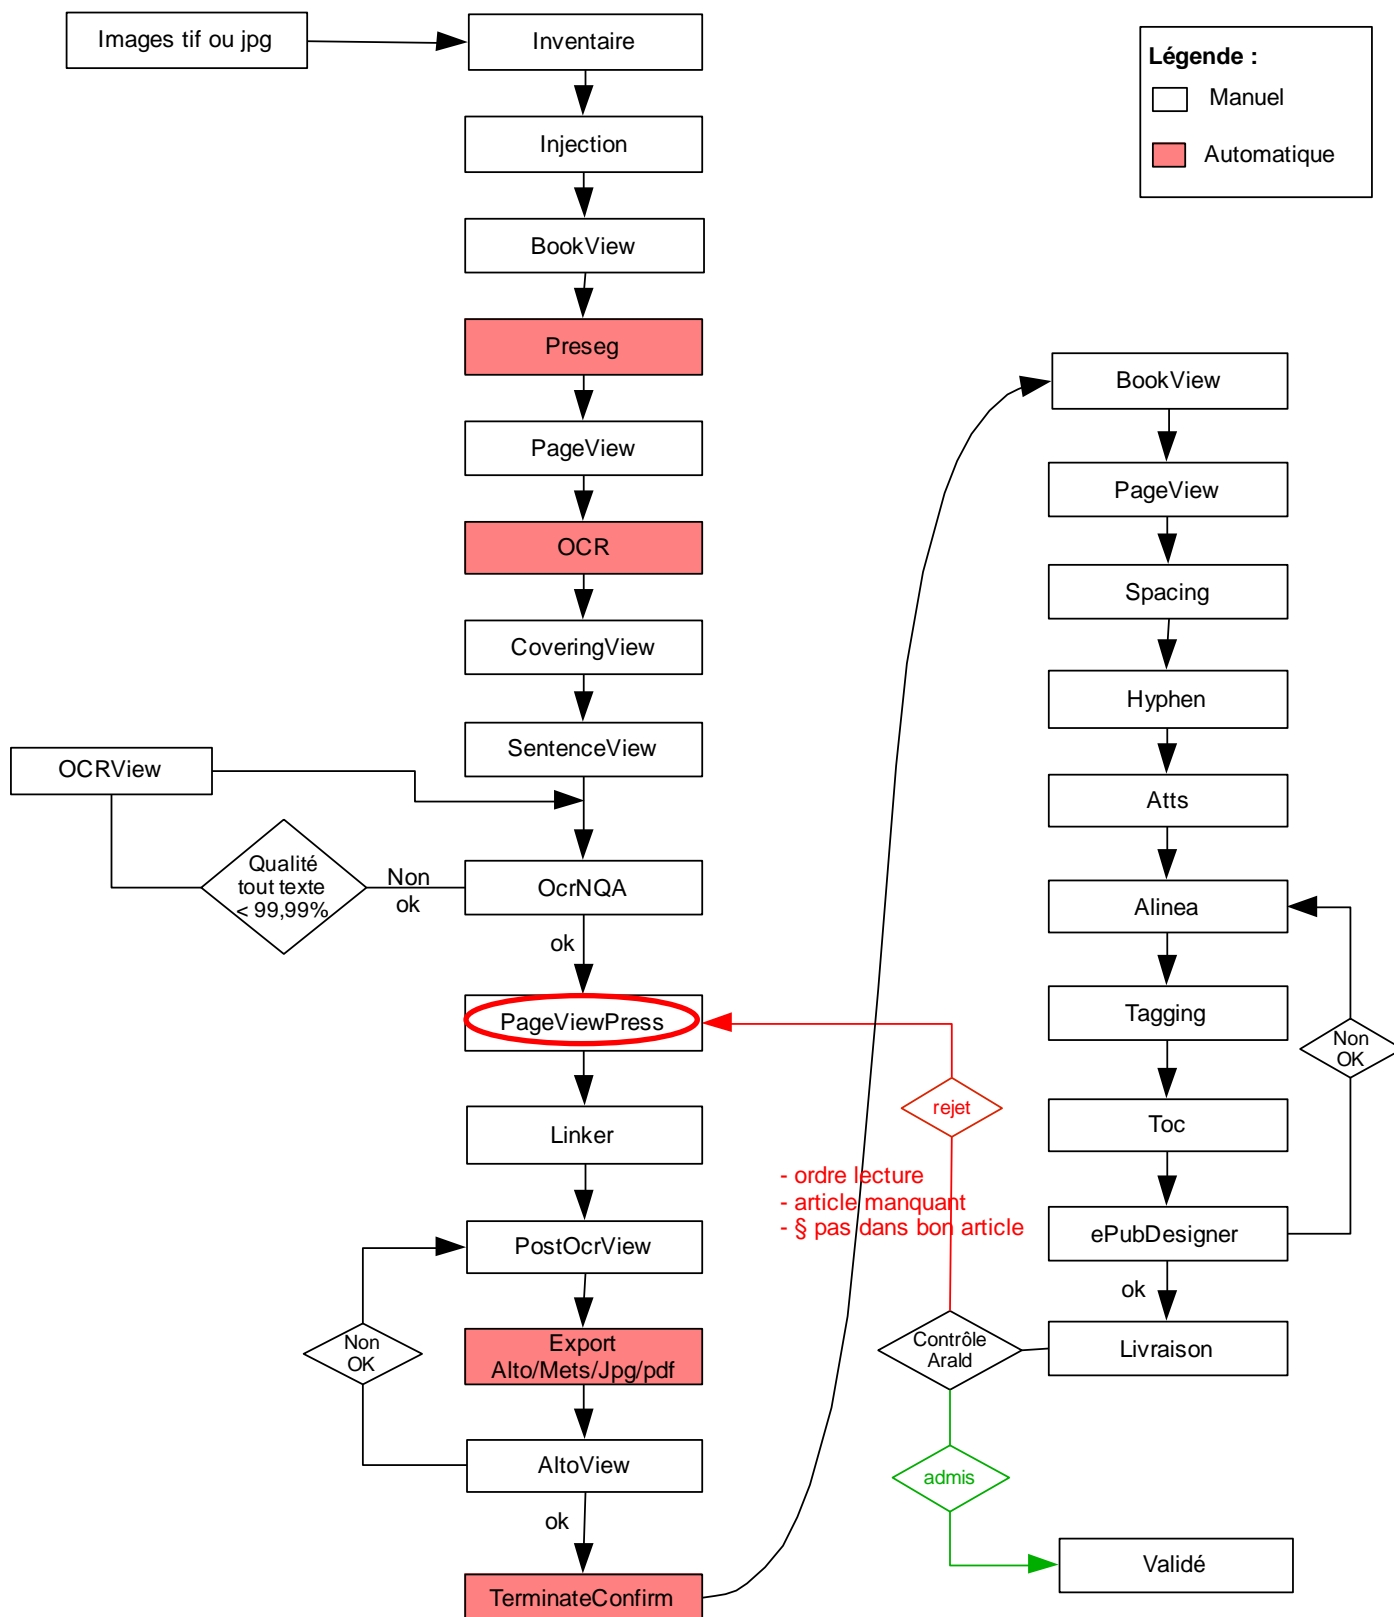 Images tif ou jpg
Inventaire
Injection
BookView
Preseg
PageView
OCR
CoveringView
SentenceView
OCRView
Qualité
tout texte
< 99,99%
Non
ok
OcrNQA
ok
PageViewPress
Linker
PostOcrView
Non
OK
Export
Alto/Mets/Jpg/pdf
AltoView
ok
TerminateConfirm
Légende :
Manuel
Automatique
BookView
PageView
Spacing
Hyphen
Atts
Alinea
Tagging
Non
OK
Toc
ePubDesigner
ok
Livraison
Contrôle
Arald
rejet
- ordre lecture
- article manquant
- § pas dans bon article
admis
Validé